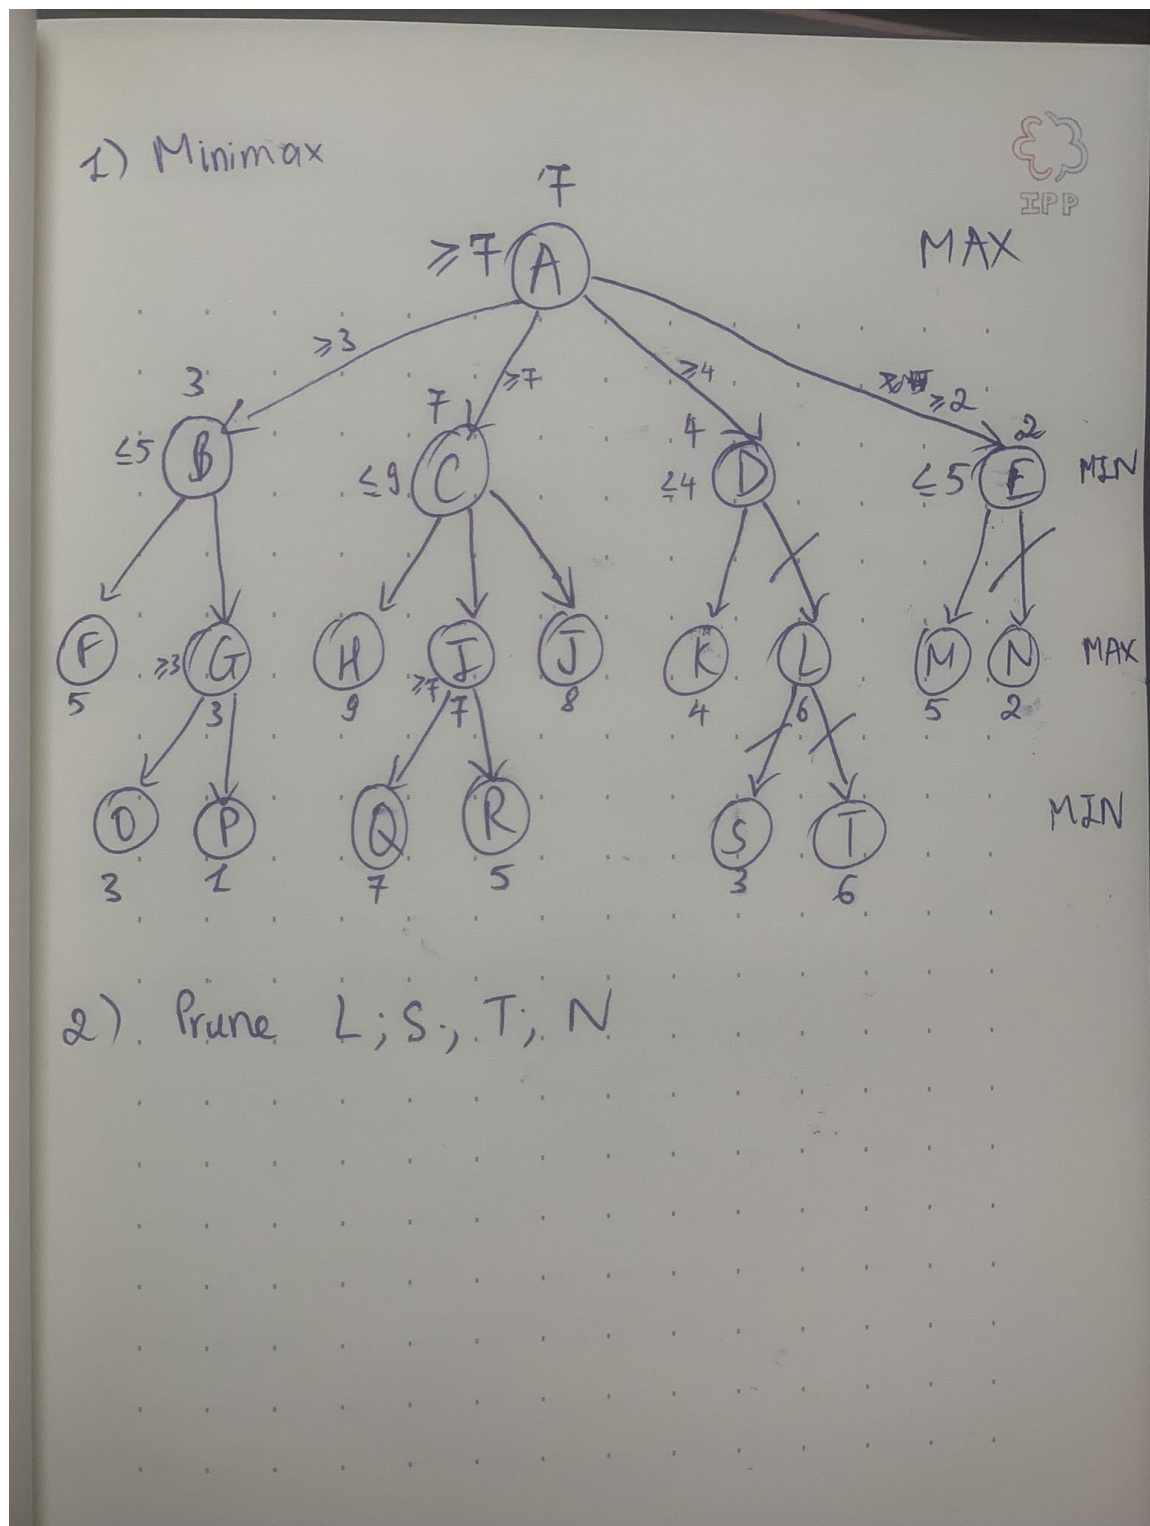 1) Minimax
IPP
7
≥7 A MAX
≥3 ≥7 ≥4 ≥2
3 7 4 2
≤5 B ≤9 C ≤4 D ≤5 E MIN
F ≥3 G H I J K L M N MAX
5 3 9 ≥7 7 8 4 6 5 2
O P Q R S T MIN
3 1 7 5 3 6
2) Prune L; S; T; N